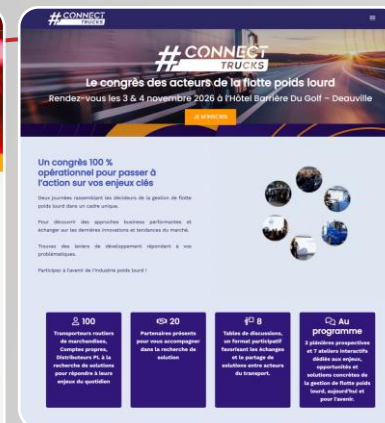 #CONNECT
TRUCKS
#CONNECT
TRUCKS
Le congrès des acteurs de la flotte poids lourd
Rendez-vous les 3 & 4 novembre 2026 à l'Hôtel Barrière Du Golf – Deauville
JE M'INSCRIS
Un congrès 100 %
opérationnel pour passer à
l'action sur vos enjeux clés
Deux journées rassemblant les décideurs de la gestion de flotte
poids lourd dans un cadre unique.
Pour découvrir des approches business performantes et
échanger sur les dernières innovations et tendances du marché.
Trouvez des leviers de développement répondant à vos
problématiques.
Participez à l'avenir de l'industrie poids lourd !
100
Transporteurs routiers
de marchandises,
Comptes propres,
Distributeurs PL à la
recherche de solutions
pour répondre à leurs
enjeux du quotidien
20
Partenaires présents
pour vous accompagner
dans la recherche de
solution
8
Tables de discussions,
un format participatif
favorisant les échanges
et le partage de
solutions entre acteurs
du transport.
Au
programme
3 plénières prospectives
et 7 ateliers interactifs
dédiés aux enjeux,
opportunités et
solutions concrètes de
la gestion de flotte poids
lourd, aujourd'hui et
pour l'avenir.